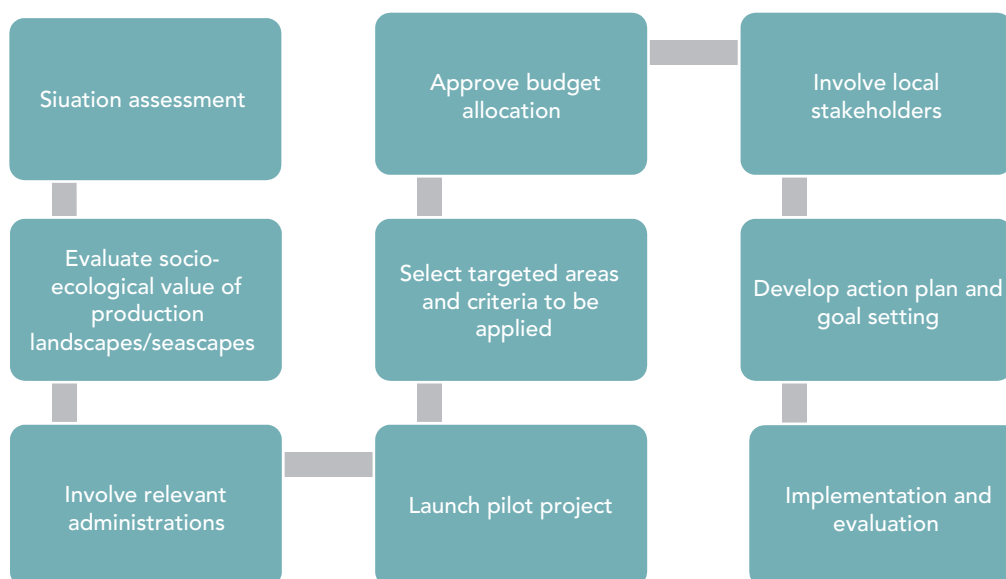 Siuation assessment
Evaluate socio-
ecological value of
production
landscapes/seascapes
Involve relevant
administrations
Launch pilot project
Select targeted areas
and criteria to be
applied
Approve budget
allocation
Involve local
stakeholders
Develop action plan and
goal setting
Implementation and
evaluation